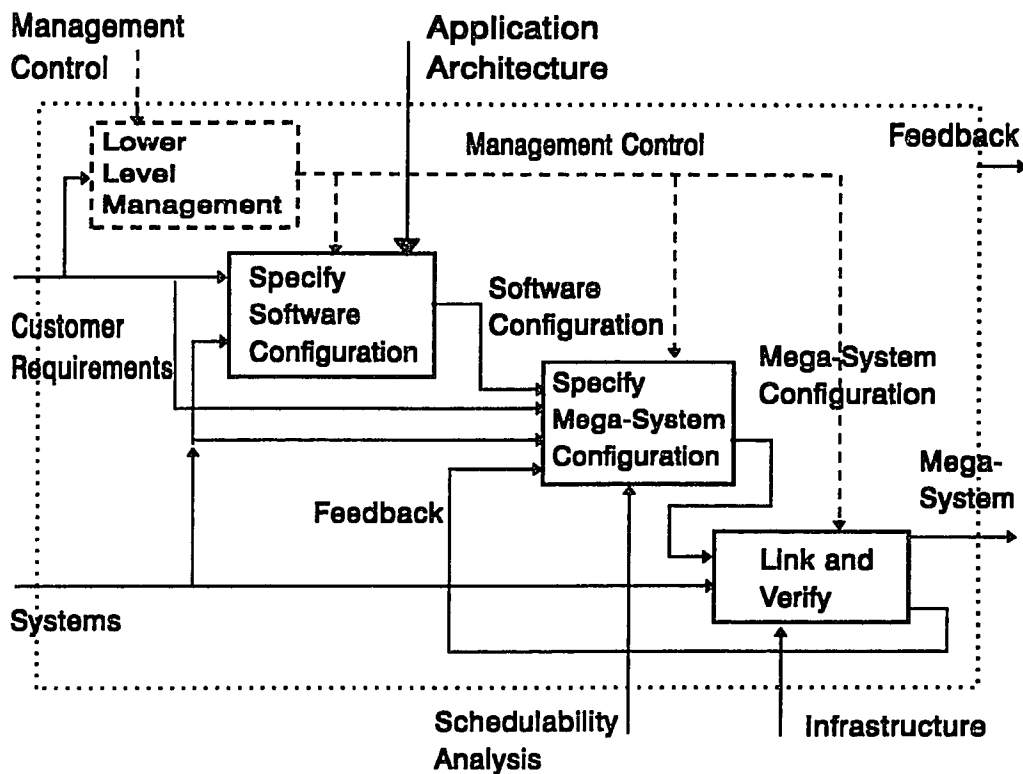 Management
Control
Application
Architecture
Lower
Level
Management
Management Control
Feedback
Specify
Software
Configuration
Software
Configuration
Customer
Requirements
Specify
Mega-System
Configuration
Mega-System
Configuration
Mega-
System
Feedback
Link and
Verify
Systems
Schedulability
Analysis
Infrastructure